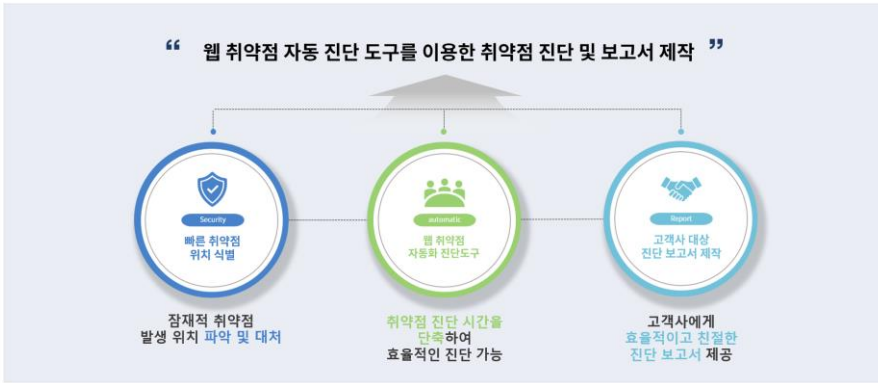 “ 웹 취약점 자동 진단 도구를 이용한 취약점 진단 및 보고서 제작 ”
Security
빠른 취약점
위치 식별
automatic
웹 취약점
자동화 진단도구
Report
고객사 대상
진단 보고서 제작
잠재적 취약점
발생 위치 파악 및 대처
취약점 진단 시간을
단축하여
효율적인 진단 가능
고객사에게
효율적이고 친절한
진단 보고서 제공